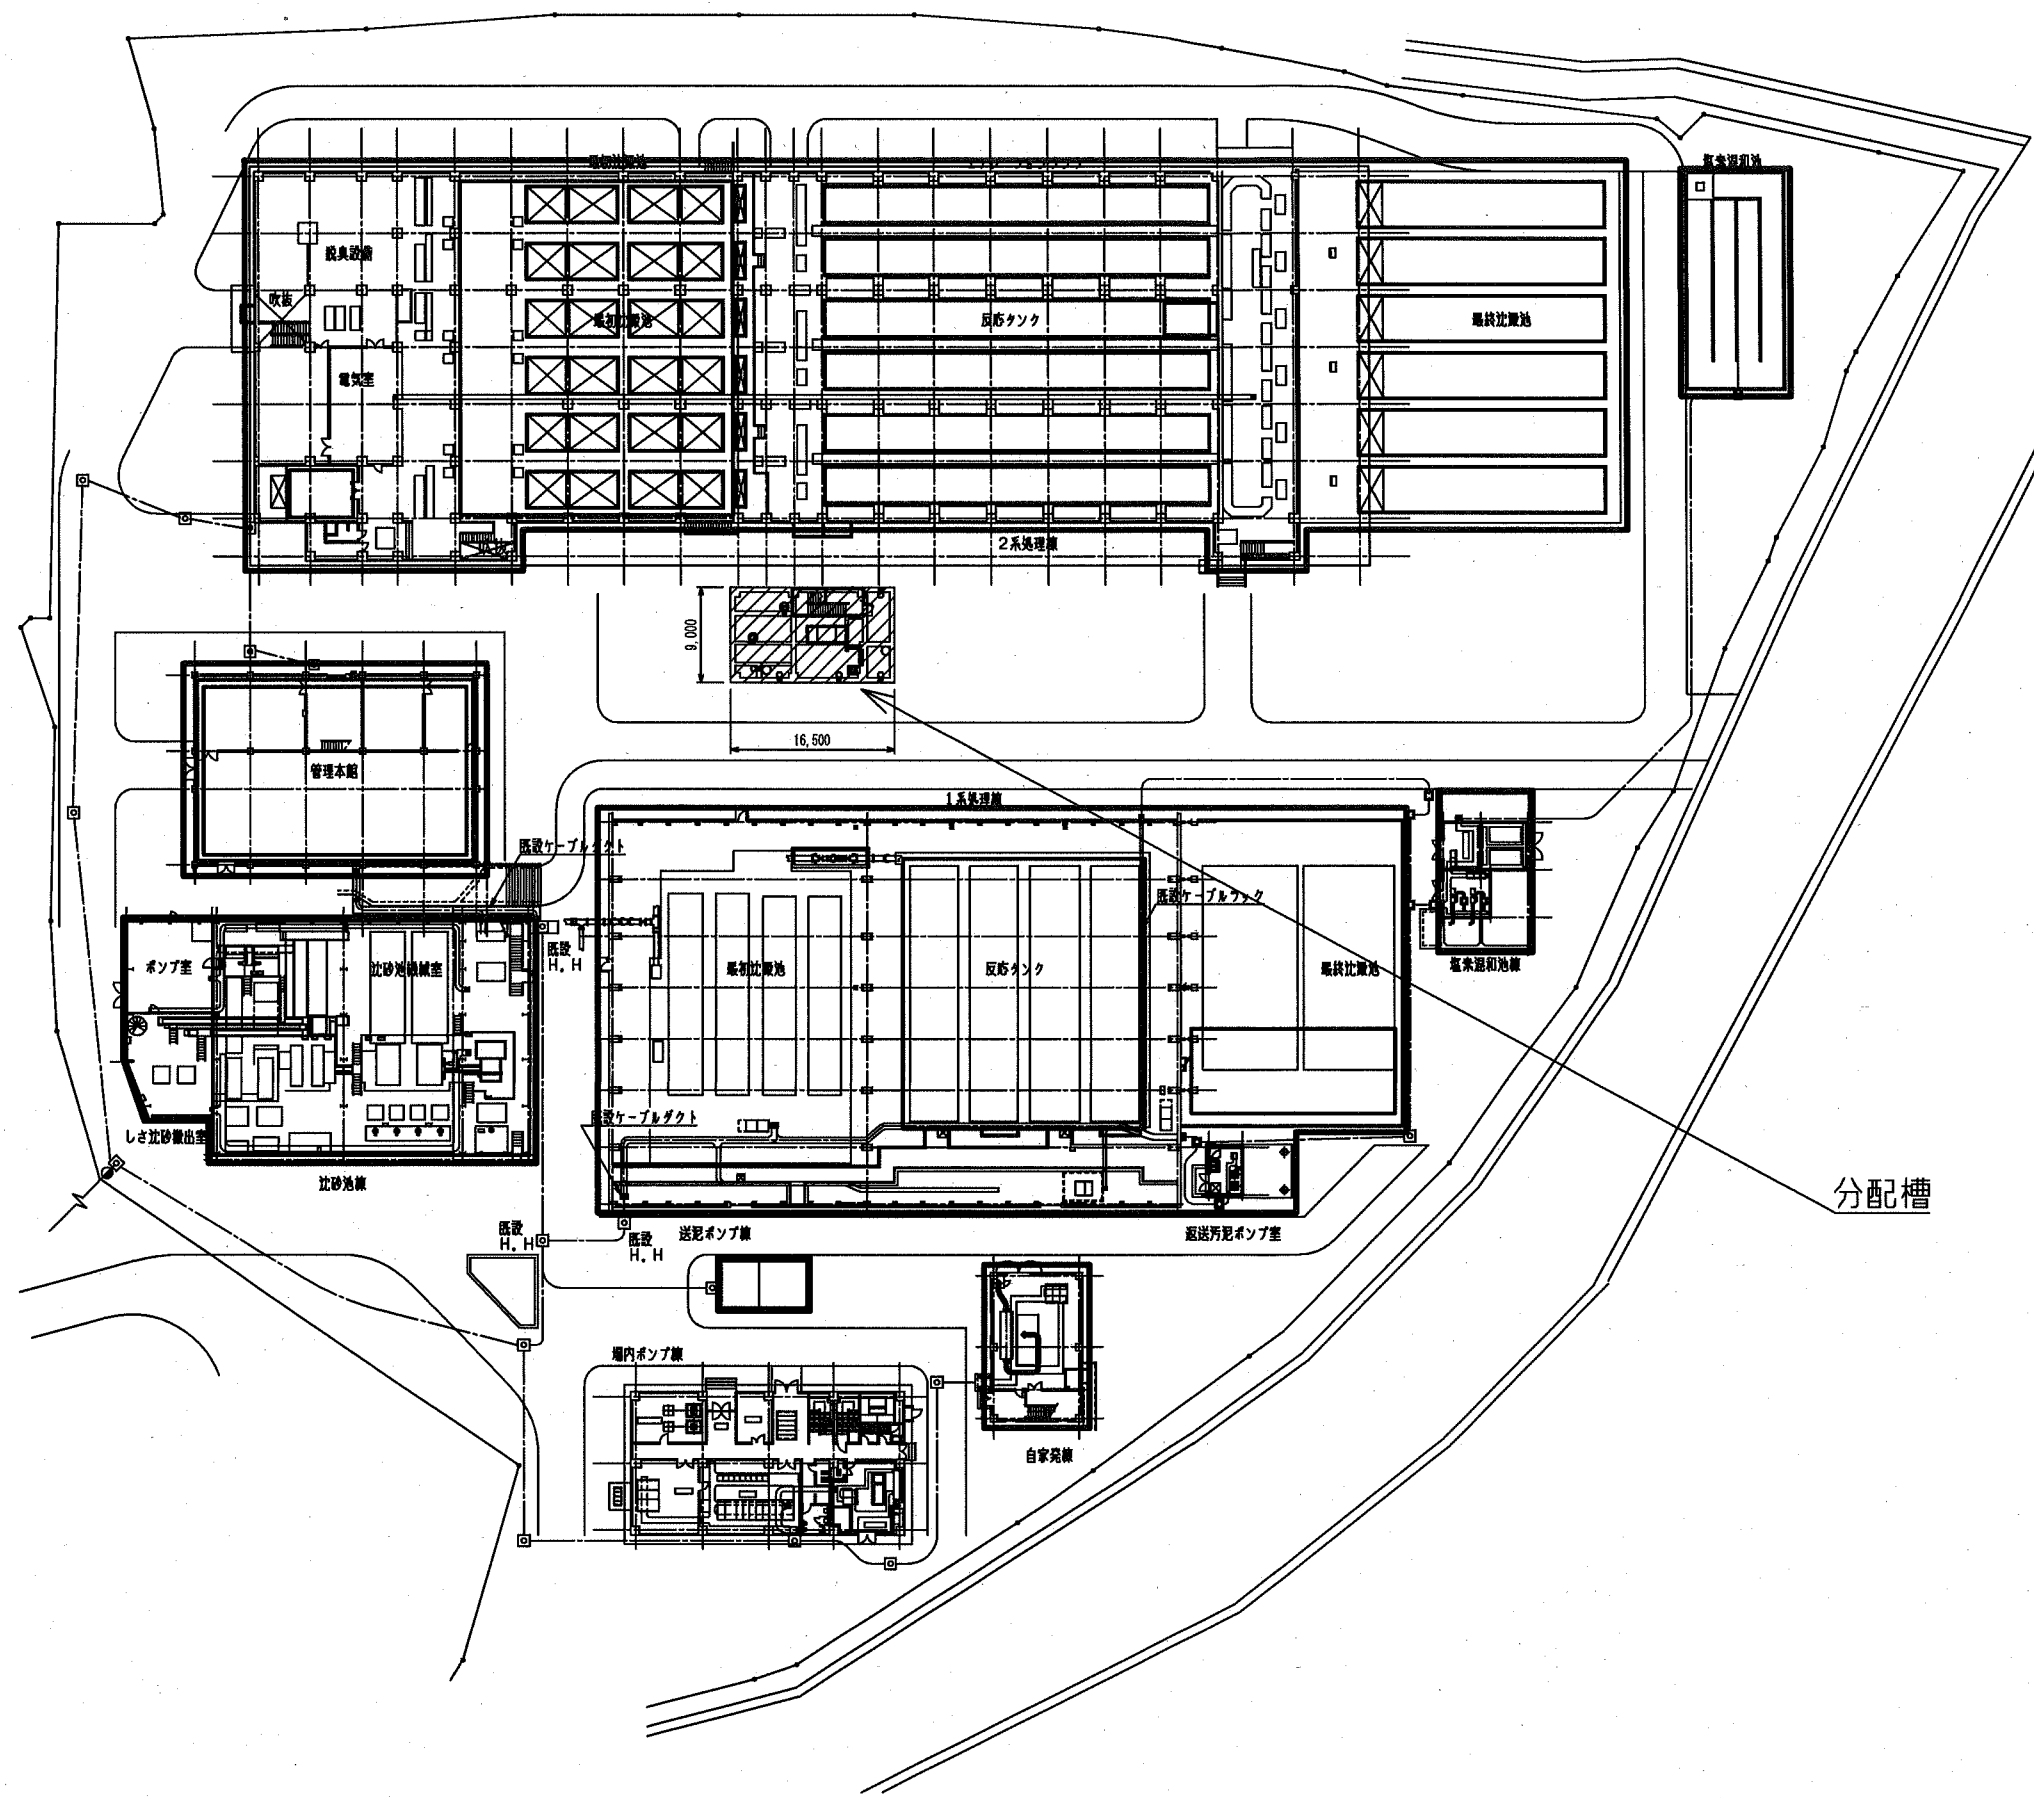 最初沈殿池
塩素混和池
脱臭設備
吹抜
最初沈殿池
反応タンク
最終沈殿池
電気室
2系処理棟
9,000
16,500
管理本館
1系処理棟
既設ケーブルダクト
既設ケーブルラック
既設
H.H
ポンプ室
沈砂池機械室
最初沈殿池
反応タンク
最終沈殿池
塩素混和池棟
既設ケーブルダクト
しさ沈砂搬出室
沈砂池棟
分配槽
既設
H.H
既設
H.H
送泥ポンプ棟
返送汚泥ポンプ室
場内ポンプ棟
自家発棟